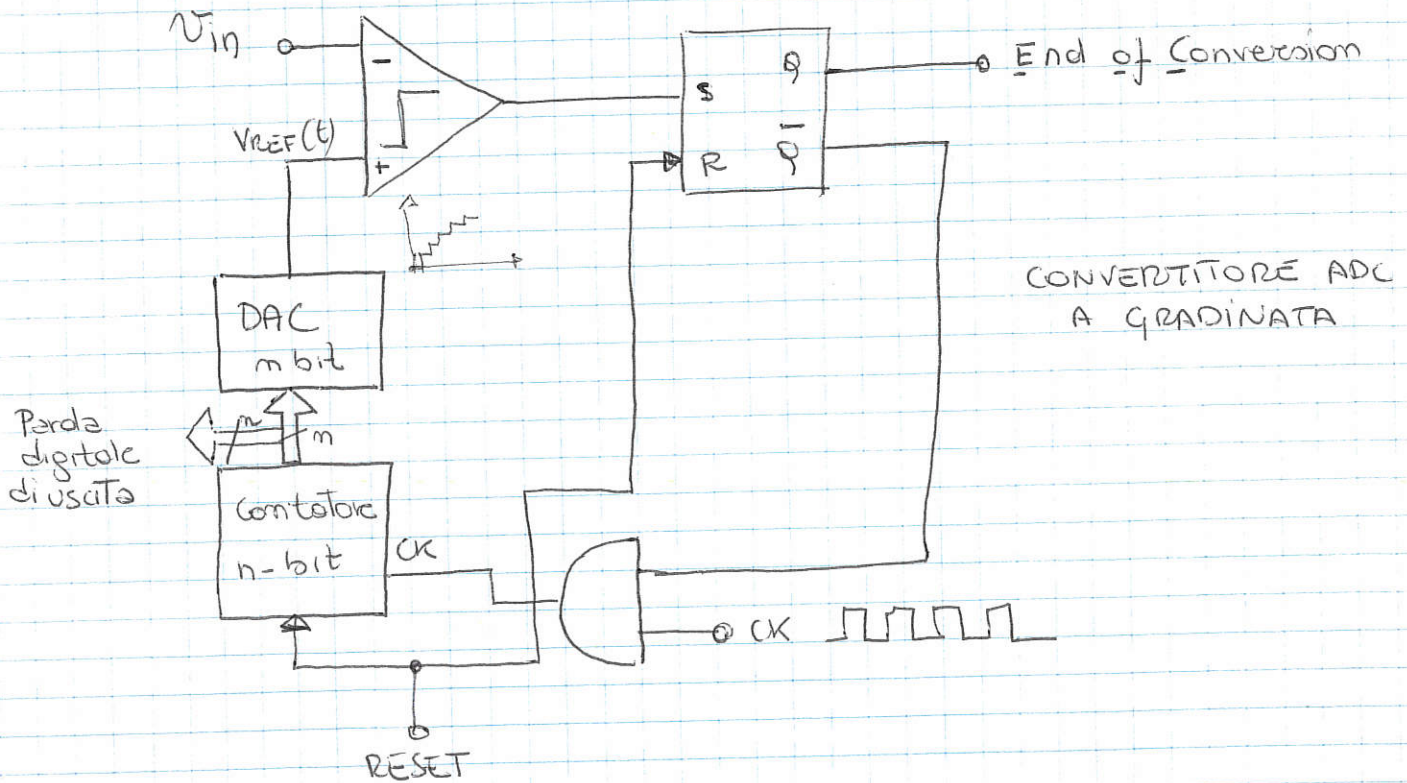 Vin
-
VREF(t)
+
S
R
Q
Q
End of Conversion
CONVERTITORE ADC
A GRADINATA
DAC
n bit
n
n
Parola
digitale
di uscita
Contatore
n-bit
CK
CK
RESET